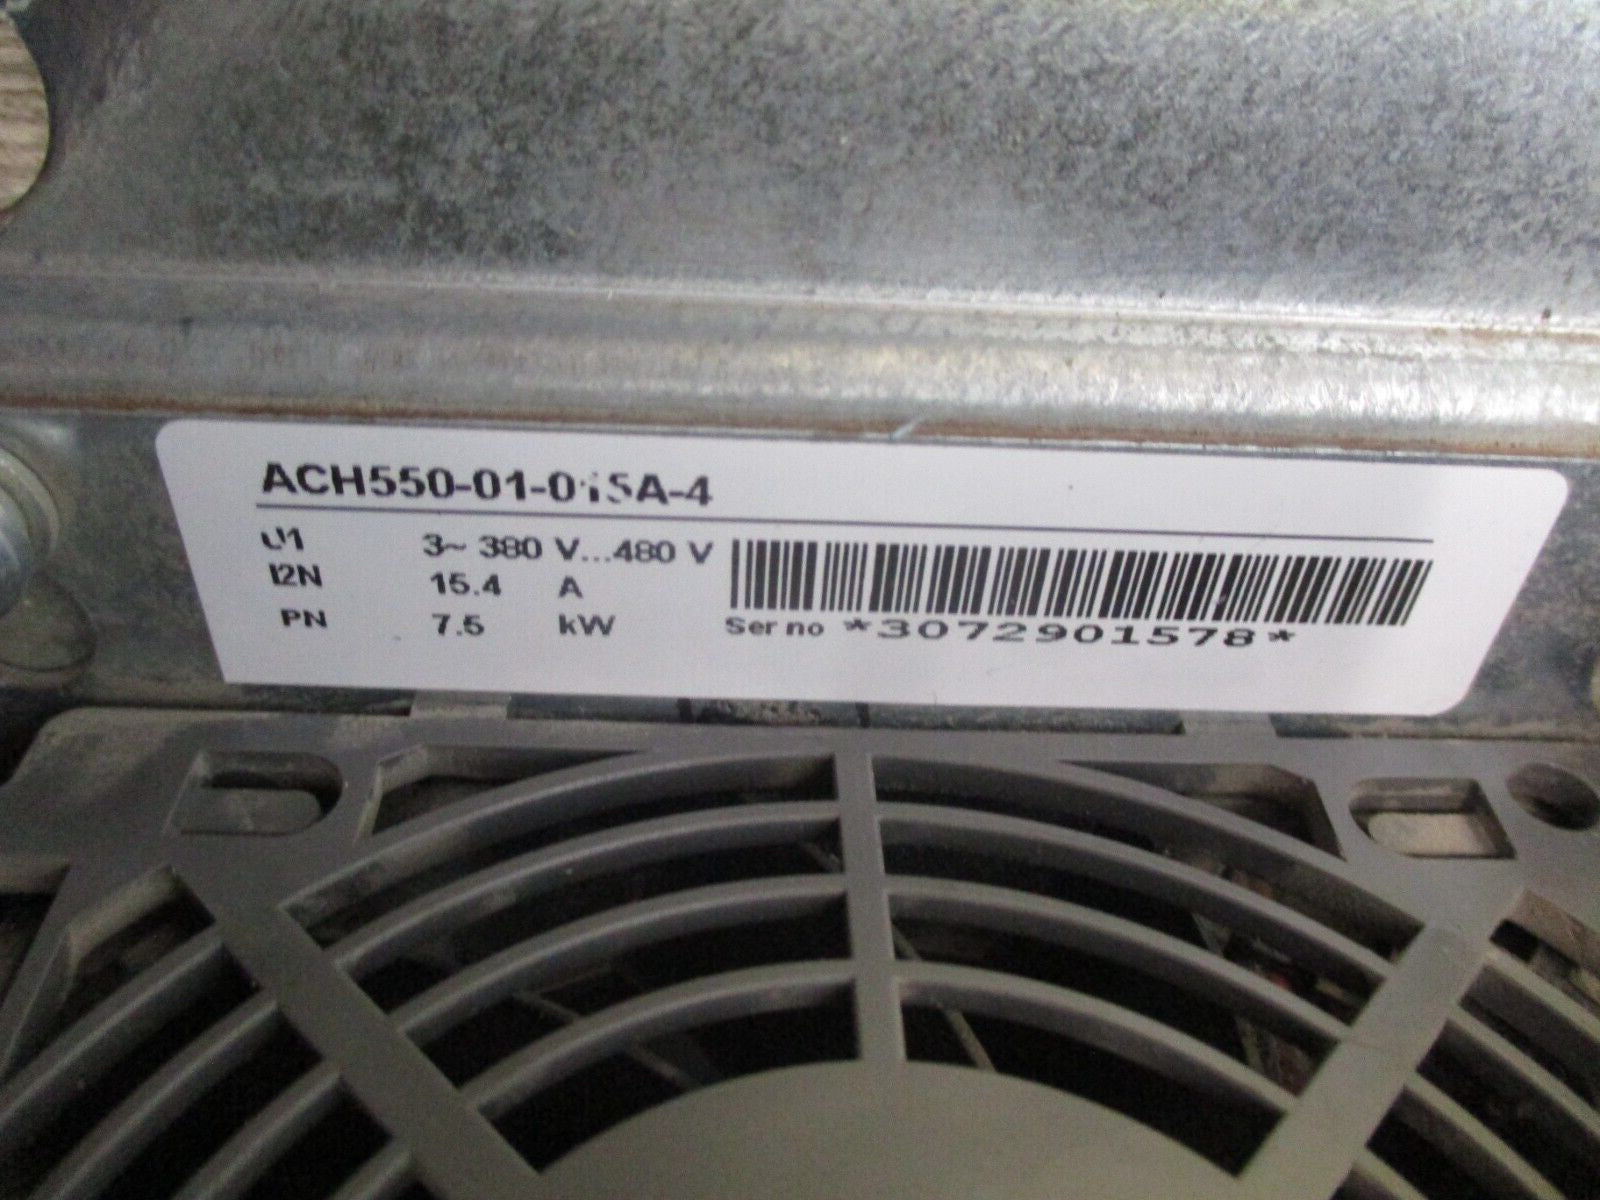 ACH550-01-015A-4
U1 3~ 380 V...480 V
I2N 15.4 A
PN 7.5 kW
Ser no *3072901578*